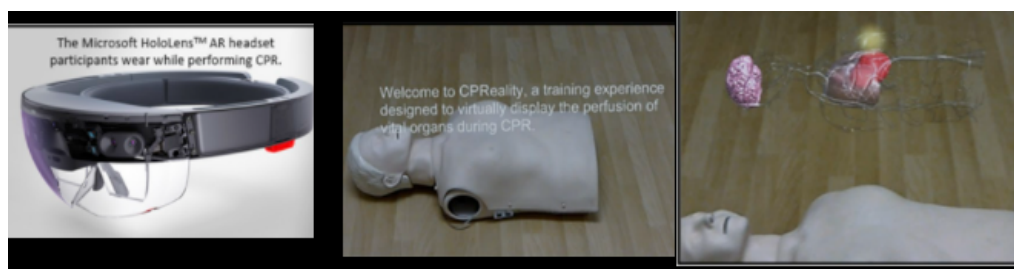 The Microsoft HoloLens™ AR headset
participants wear while performing CPR.
Welcome to CPReality, a training experience
designed to virtually display the perfusion of
vital organs during CPR.